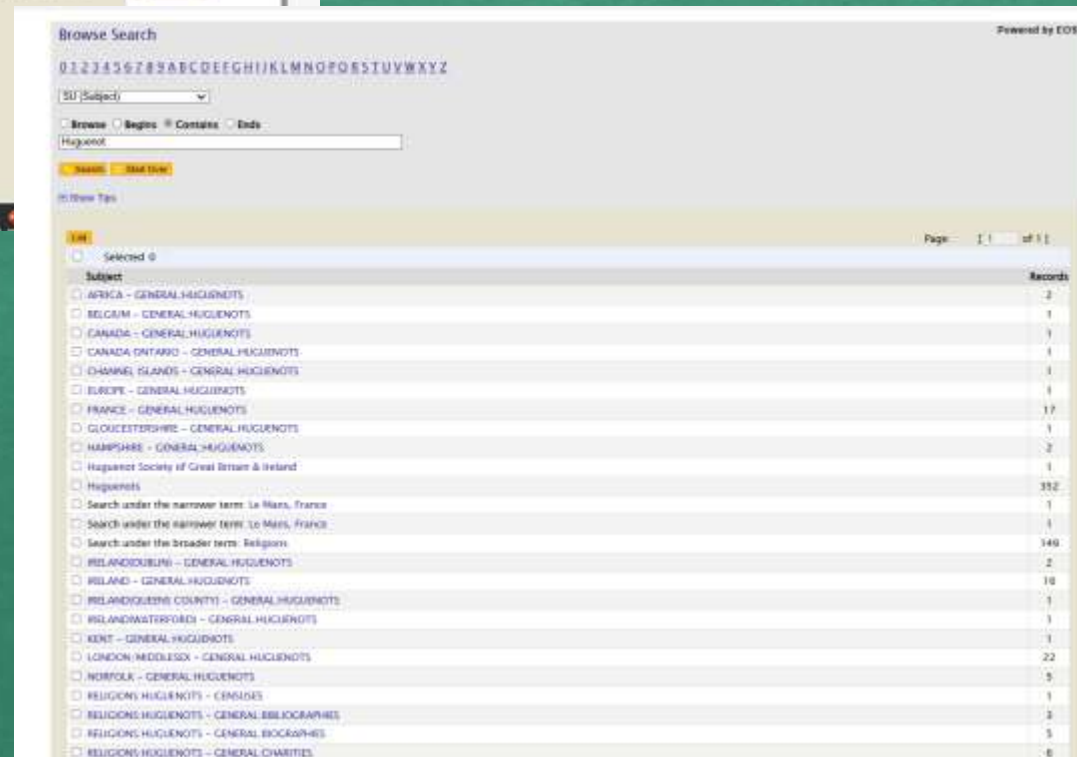 Browse Search
Powered by EOS
0 1 2 3 4 5 6 7 8 9 A B C D E F G H I J K L M N O P Q R S T U V W X Y Z
SU (Subject)
Browse Begins Contains Ends
Huguenot
Search Start Over
Show Tips
List Page [ 1 of 1 ]
Selected 0
Subject Records
AFRICA - GENERAL:HUGUENOTS 2
BELGIUM - GENERAL:HUGUENOTS 1
CANADA - GENERAL:HUGUENOTS 1
CANADA ONTARIO - GENERAL:HUGUENOTS 1
CHANNEL ISLANDS - GENERAL:HUGUENOTS 1
EUROPE - GENERAL:HUGUENOTS 1
FRANCE - GENERAL:HUGUENOTS 17
GLOUCESTERSHIRE - GENERAL:HUGUENOTS 1
HAMPSHIRE - GENERAL:HUGUENOTS 2
Huguenot Society of Great Britain & Ireland 1
Huguenots 352
Search under the narrower term: Le Mans, France 1
Search under the narrower term: Le Mans, France 1
Search under the broader term: Religions 149
IRELAND(DUBLIN) - GENERAL:HUGUENOTS 2
IRELAND - GENERAL:HUGUENOTS
IRELAND(QUEENS COUNTY) - GENERAL:HUGUENOTS 1
IRELAND(WATERFORD) - GENERAL:HUGUENOTS 1
KENT - GENERAL:HUGUENOTS 1
LONDON/MIDDLESEX - GENERAL:HUGUENOTS 22
NORFOLK - GENERAL:HUGUENOTS 5
RELIGIONS:HUGUENOTS - CENSUSES 1
RELIGIONS:HUGUENOTS - GENERAL:BIBLIOGRAPHIES 3
RELIGIONS:HUGUENOTS - GENERAL:BIOGRAPHIES 5
RELIGIONS:HUGUENOTS - GENERAL:CHARITIES 6